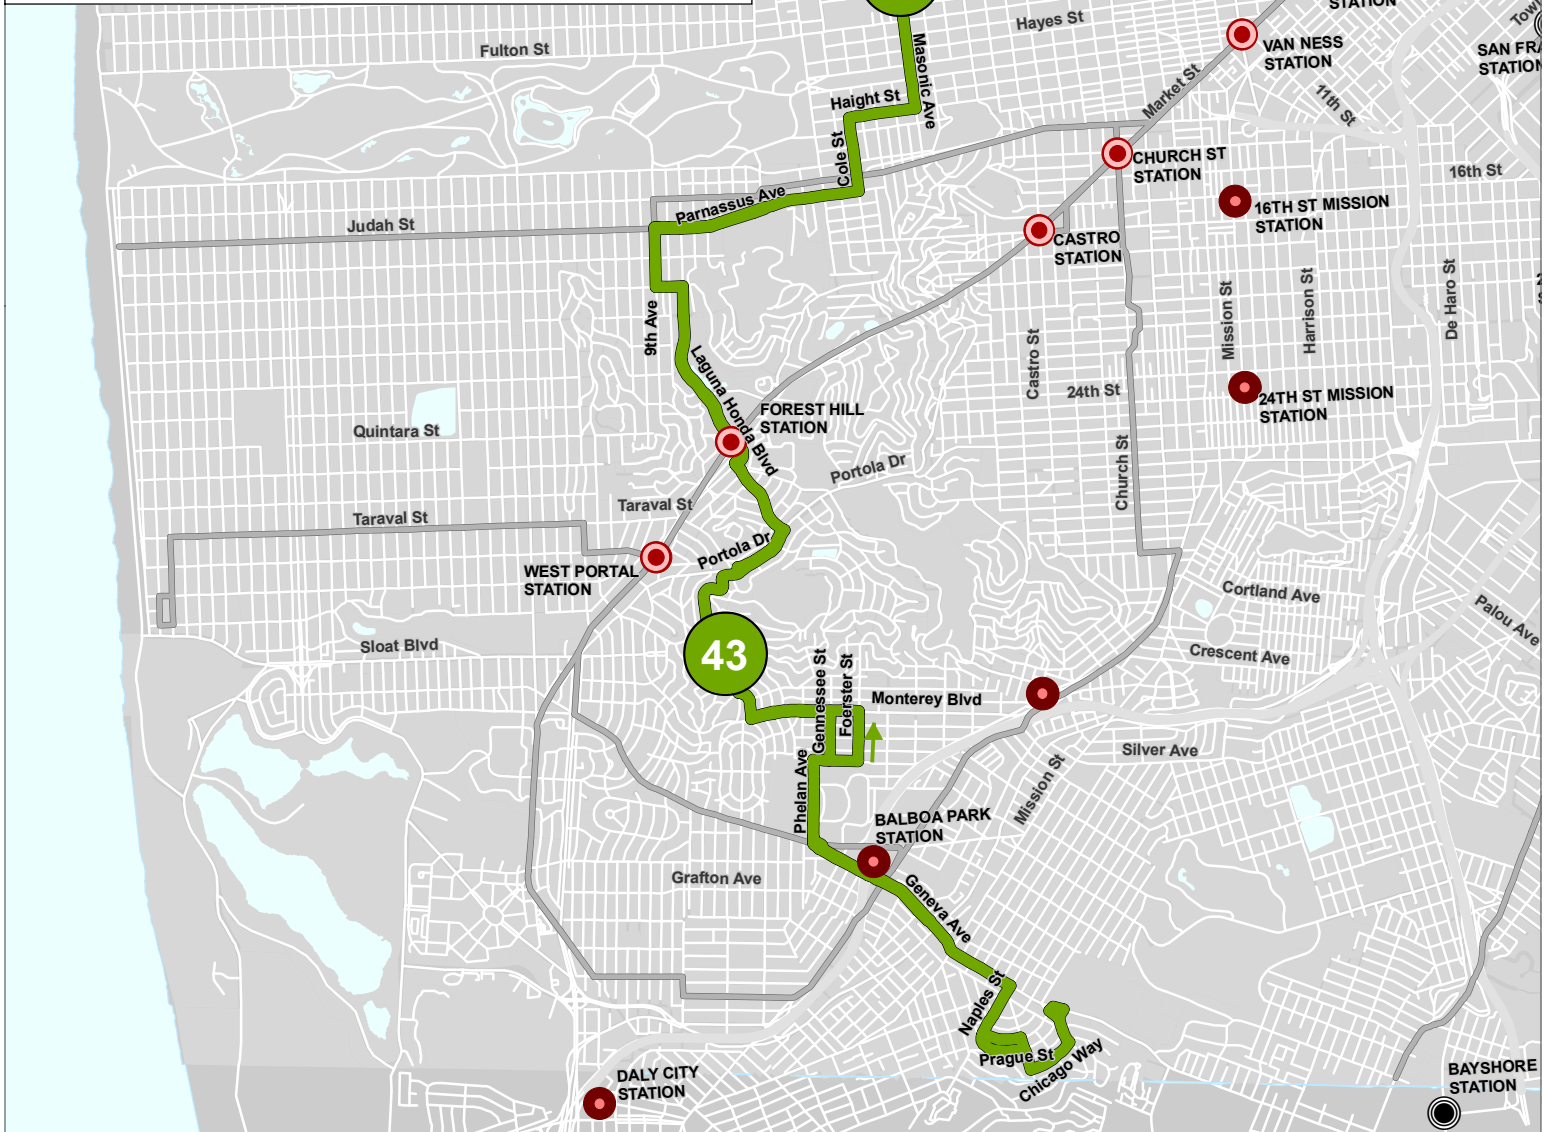 STATION
Hayes St
VAN NESS
STATION
SAN FRA
STATION
Fulton St
Masonic Ave
Market St
11th St
Haight St
Cole St
CHURCH ST
STATION
16th St
16TH ST MISSION
STATION
Parnassus Ave
Judah St
CASTRO
STATION
9th Ave
Mission St
Harrison St
De Haro St
Castro St
Laguna Honda Blvd
24th St
24TH ST MISSION
STATION
FOREST HILL
STATION
Quintara St
Church St
Portola Dr
Taraval St
Taraval St
Portola Dr
WEST PORTAL
STATION
Cortland Ave
Palou Ave
Sloat Blvd
43
Crescent Ave
Gennessee St
Foerster St
Monterey Blvd
Silver Ave
Phelan Ave
Mission St
BALBOA PARK
STATION
Grafton Ave
Geneva Ave
Naples St
Prague St
Chicago Way
DALY CITY
STATION
BAYSHORE
STATION